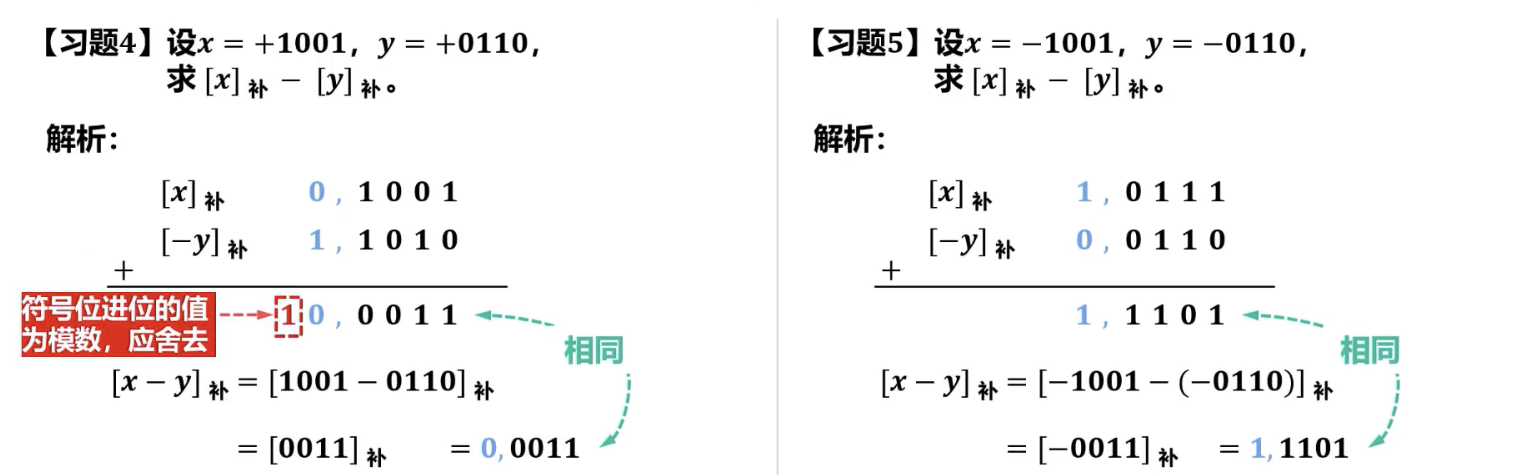 【习题4】设x = +1001，y = +0110，
求 [x]补 − [y]补。
解析：
[x]补 0, 1 0 0 1
[−y]补 1, 1 0 1 0
+
符号位进位的值
为模数，应舍去
1 0, 0 0 1 1
相同
[x − y]补 = [1001 − 0110]补
= [0011]补 = 0, 0011
【习题5】设x = −1001，y = −0110，
求 [x]补 − [y]补。
解析：
[x]补 1, 0 1 1 1
[−y]补 0, 0 1 1 0
+
1, 1 1 0 1
相同
[x − y]补 = [−1001 − (−0110)]补
= [−0011]补 = 1, 1101